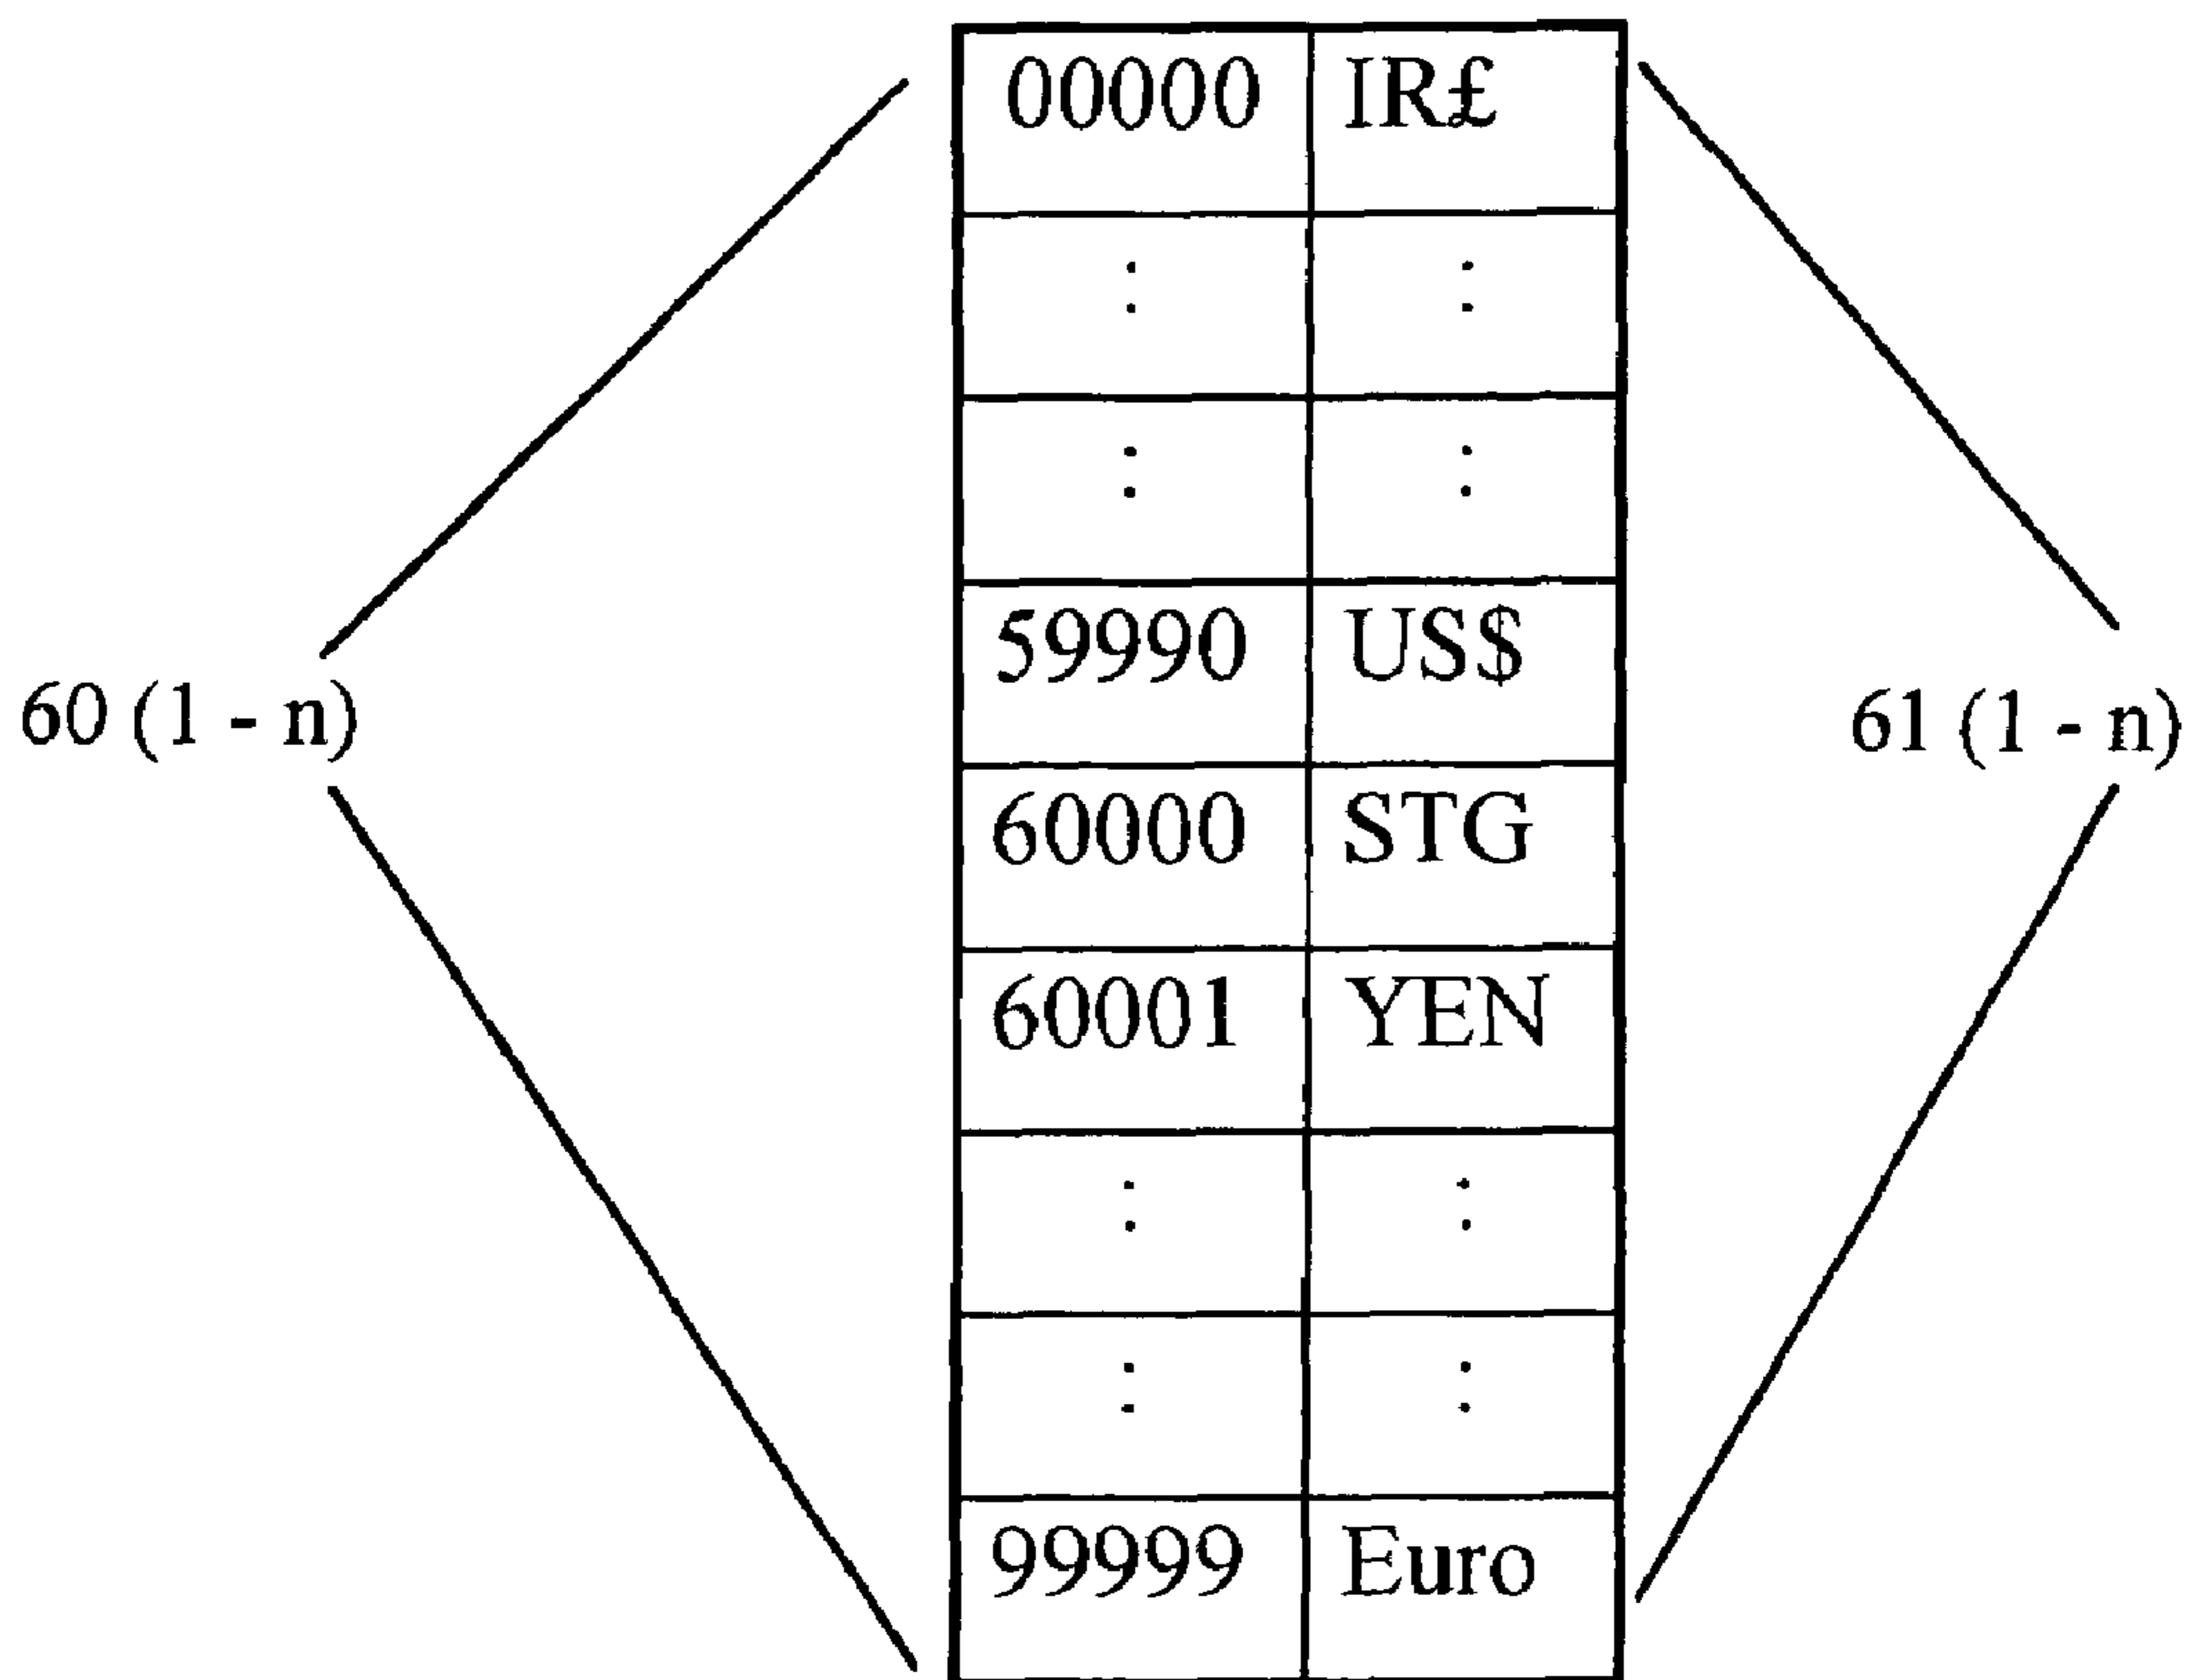 00000 IR£
: :
: :
59990 US$
60 (1 - n)
61 (1 - n)
60000 STG
60001 YEN
: :
: :
99999 Euro